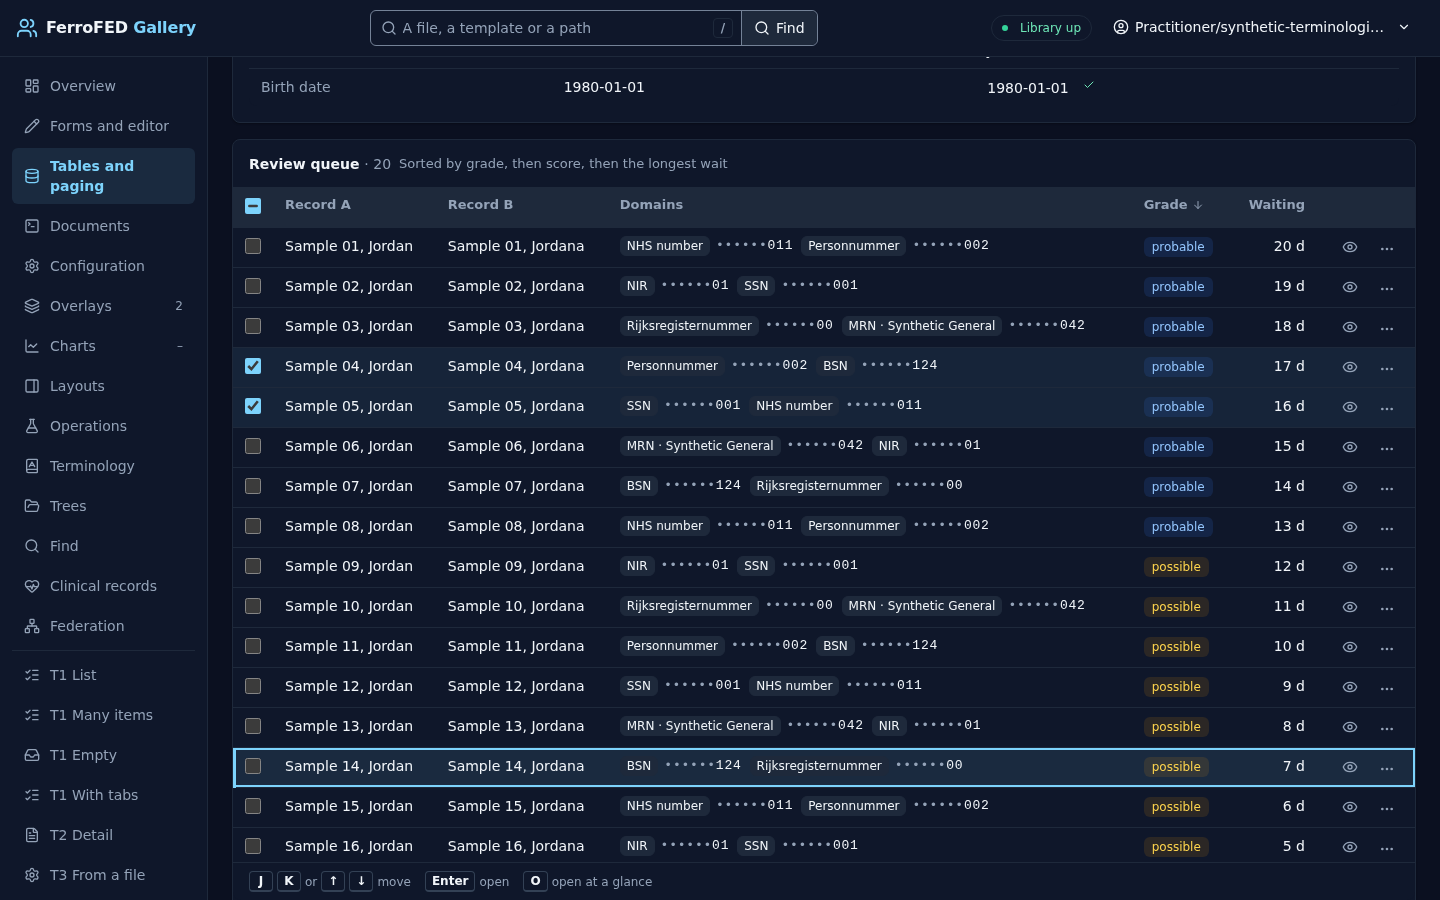 FerroFED Gallery
A file, a template or a path
/
Find
Library up
Practitioner/synthetic-terminologi…
Overview
Forms and editor
Tables and
paging
Documents
Configuration
Overlays 2
Charts –
Layouts
Operations
Terminology
Trees
Find
Clinical records
Federation
T1 List
T1 Many items
T1 Empty
T1 With tabs
T2 Detail
T3 From a file
Birth date 1980-01-01 1980-01-01
Review queue · 20 Sorted by grade, then score, then the longest wait
Record A Record B Domains Grade ↓ Waiting
Sample 01, Jordan Sample 01, Jordana NHS number ••••••011 Personnummer ••••••002 probable 20 d
Sample 02, Jordan Sample 02, Jordana NIR ••••••01 SSN ••••••001 probable 19 d
Sample 03, Jordan Sample 03, Jordana Rijksregisternummer ••••••00 MRN · Synthetic General ••••••042 probable 18 d
Sample 04, Jordan Sample 04, Jordana Personnummer ••••••002 BSN ••••••124 probable 17 d
Sample 05, Jordan Sample 05, Jordana SSN ••••••001 NHS number ••••••011 probable 16 d
Sample 06, Jordan Sample 06, Jordana MRN · Synthetic General ••••••042 NIR ••••••01 probable 15 d
Sample 07, Jordan Sample 07, Jordana BSN ••••••124 Rijksregisternummer ••••••00 probable 14 d
Sample 08, Jordan Sample 08, Jordana NHS number ••••••011 Personnummer ••••••002 probable 13 d
Sample 09, Jordan Sample 09, Jordana NIR ••••••01 SSN ••••••001 possible 12 d
Sample 10, Jordan Sample 10, Jordana Rijksregisternummer ••••••00 MRN · Synthetic General ••••••042 possible 11 d
Sample 11, Jordan Sample 11, Jordana Personnummer ••••••002 BSN ••••••124 possible 10 d
Sample 12, Jordan Sample 12, Jordana SSN ••••••001 NHS number ••••••011 possible 9 d
Sample 13, Jordan Sample 13, Jordana MRN · Synthetic General ••••••042 NIR ••••••01 possible 8 d
Sample 14, Jordan Sample 14, Jordana BSN ••••••124 Rijksregisternummer ••••••00 possible 7 d
Sample 15, Jordan Sample 15, Jordana NHS number ••••••011 Personnummer ••••••002 possible 6 d
Sample 16, Jordan Sample 16, Jordana NIR ••••••01 SSN ••••••001 possible 5 d
J K or ↑ ↓ move Enter open O open at a glance